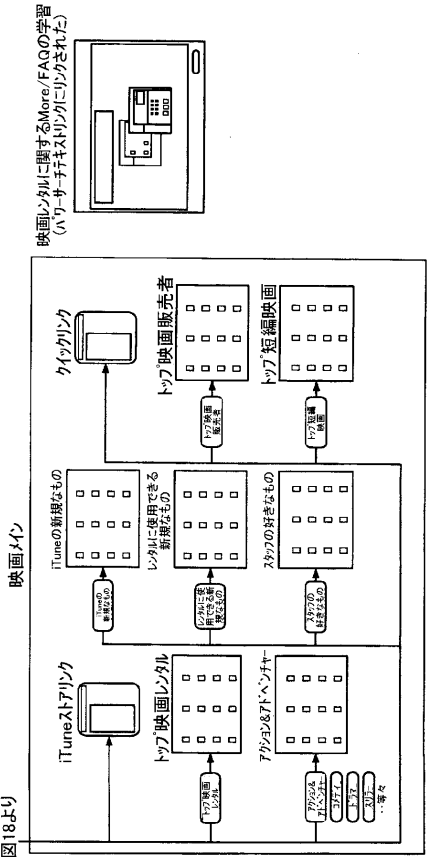 図18より
映画メイン
iTuneストアリンク
トップ映画レンタル
トップ映画
レンタル
アクション&アドベンチャー
アクション&
アドベンチャー
コメディ
ドラマ
スリラー
・・等々
iTuneの新規なもの
iTuneの
新規なもの
レンタルに使用できる
新規なもの
レンタルに使
用できる新
規なもの
スタッフの好きなもの
スタッフの
好きなもの
クイックリンク
トップ映画販売者
トップ映画
販売者
トップ短編映画
トップ短編
映画
映画レンタルに関するMore/FAQの学習
(パワーサーチテキストリンクにリンクされた)